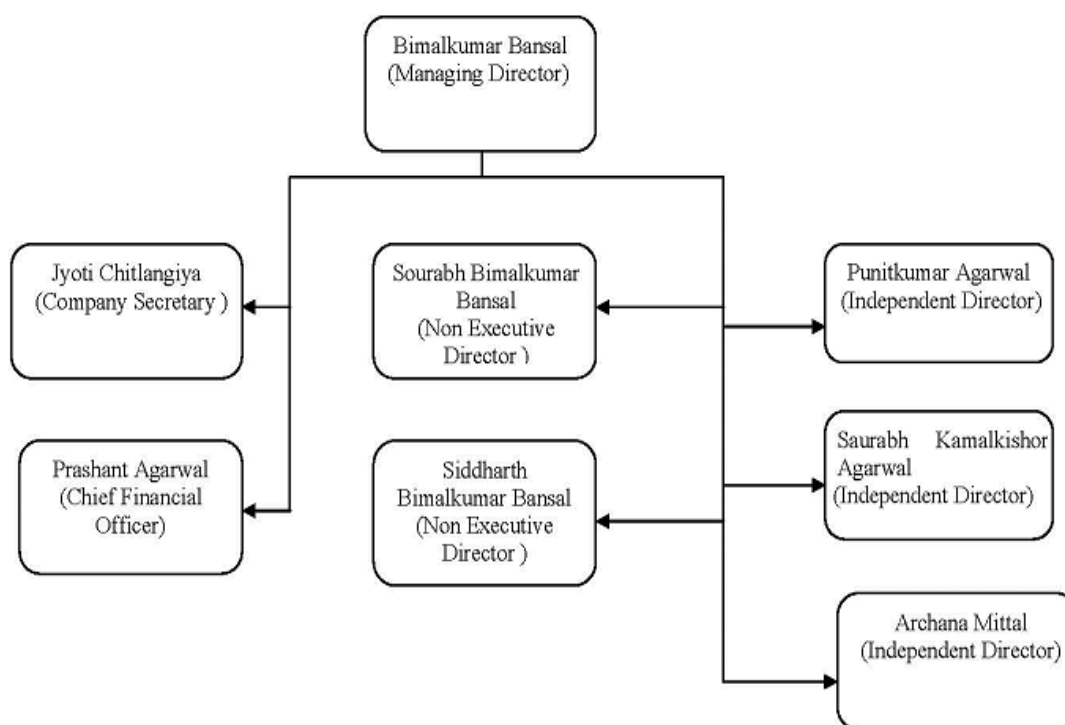 Bimalkumar Bansal
(Managing Director)
Jyoti Chitlangiya
(Company Secretary )
Sourabh Bimalkumar
Bansal
(Non Executive
Director )
Punitkumar Agarwal
(Independent Director)
Prashant Agarwal
(Chief Financial
Officer)
Siddharth
Bimalkumar Bansal
(Non Executive
Director )
Saurabh Kamalkishor
Agarwal
(Independent Director)
Archana Mittal
(Independent Director)